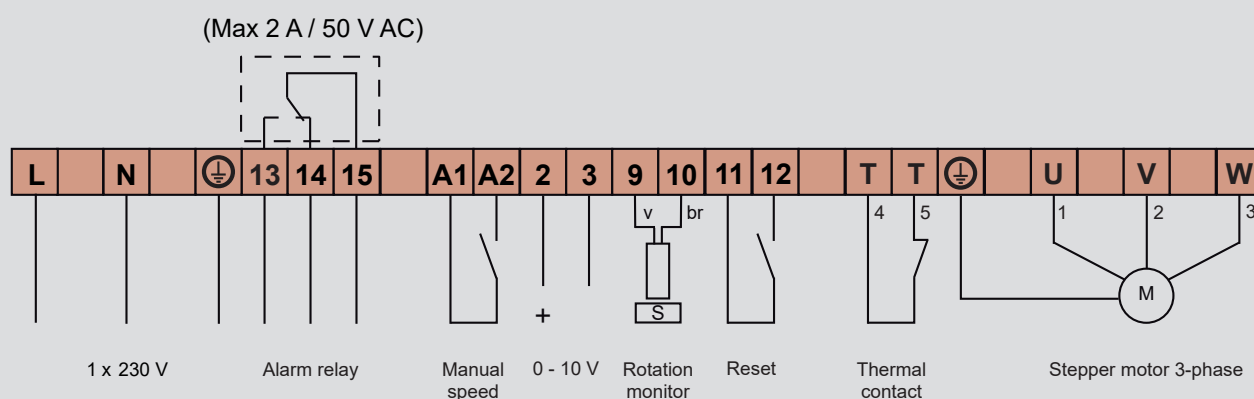 (Max 2 A / 50 V AC)
L N 13 14 15 A1 A2 2 3 9 10 11 12 T T U V W
v br 4 5 1 2 3
M
+ S
1 x 230 V Alarm relay Manual speed 0 - 10 V Rotation monitor Reset Thermal contact Stepper motor 3-phase